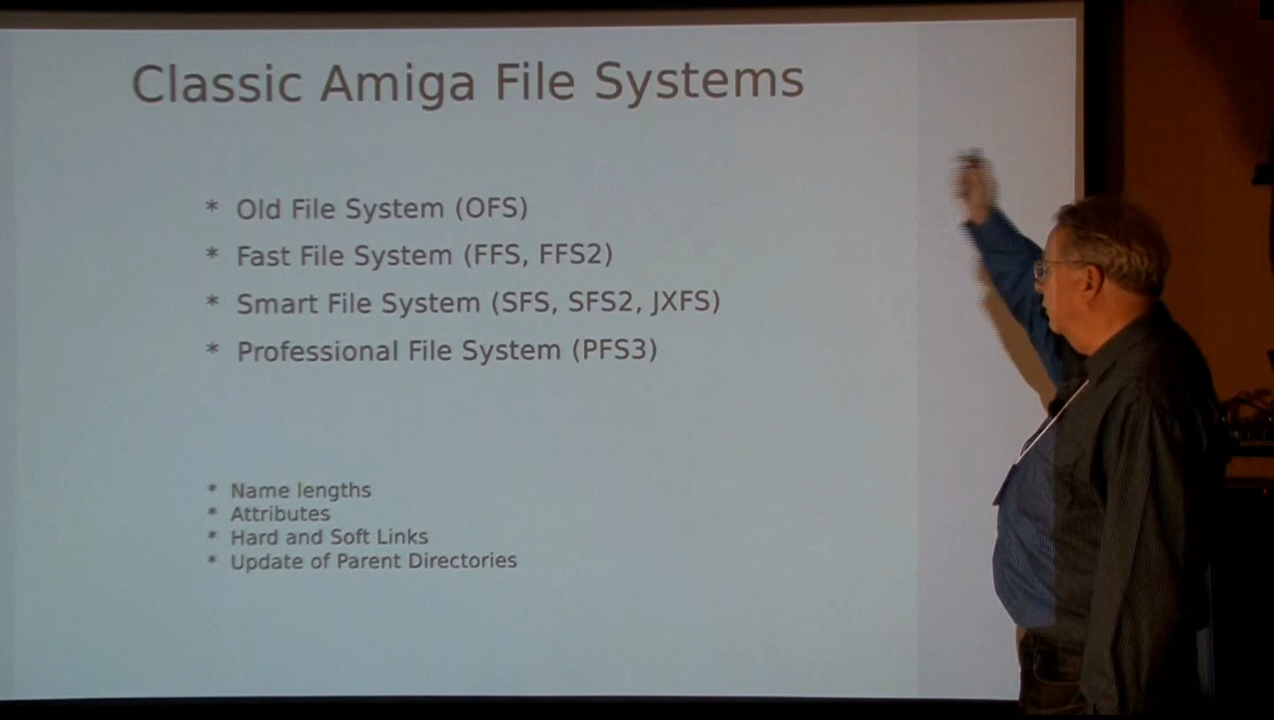 Classic Amiga File Systems
* Old File System (OFS)
* Fast File System (FFS, FFS2)
* Smart File System (SFS, SFS2, JXFS)
* Professional File System (PFS3)
* Name lengths
* Attributes
* Hard and Soft Links
* Update of Parent Directories